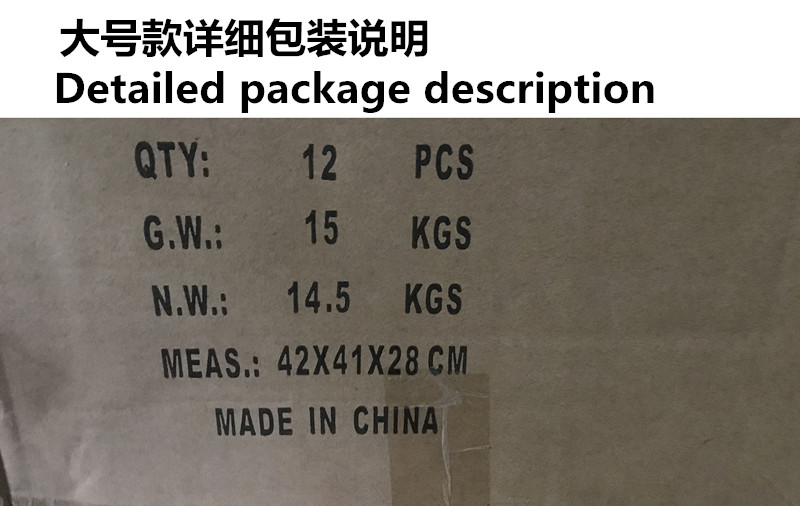 大号款详细包装说明
Detailed package description
QTY: 12 PCS
G.W.: 15 KGS
N.W.: 14.5 KGS
MEAS.: 42X41X28 CM
MADE IN CHINA